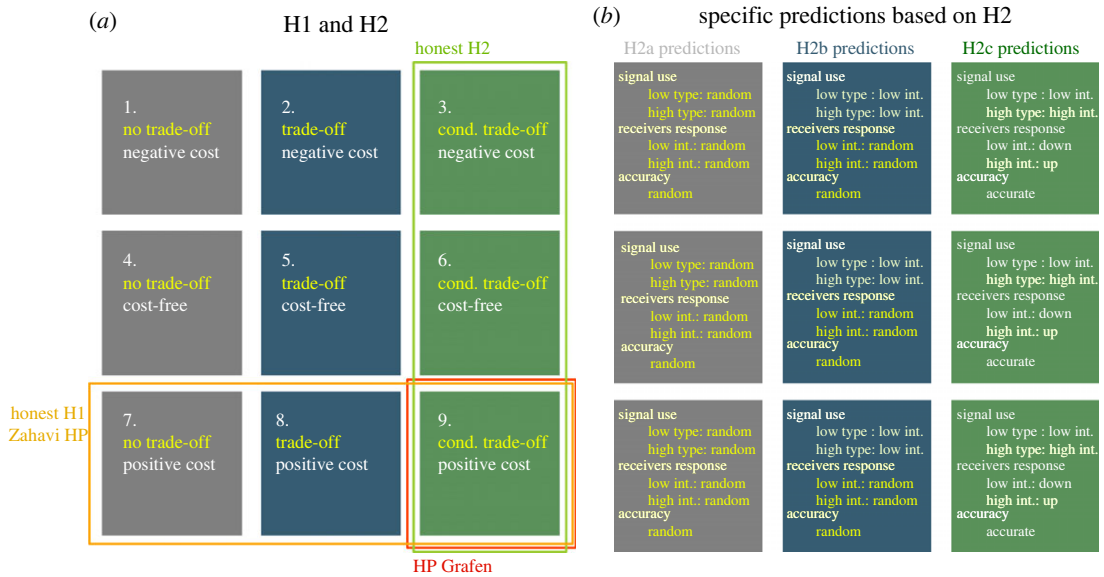 (a)
H1 and H2
honest H2
1.
no trade-off
negative cost
2.
trade-off
negative cost
3.
cond. trade-off
negative cost
4.
no trade-off
cost-free
5.
trade-off
cost-free
6.
cond. trade-off
cost-free
honest H1
Zahavi HP
7.
no trade-off
positive cost
8.
trade-off
positive cost
9.
cond. trade-off
positive cost
HP Grafen
(b)
specific predictions based on H2
H2a predictions
H2b predictions
H2c predictions
signal use
low type: random
high type: random
receivers response
low int.: random
high int.: random
accuracy
random
signal use
low type : low int.
high type: low int.
receivers response
low int.: random
high int.: random
accuracy
random
signal use
low type : low int.
high type: high int.
receivers response
low int.: down
high int.: up
accuracy
accurate
signal use
low type: random
high type: random
receivers response
low int.: random
high int.: random
accuracy
random
signal use
low type : low int.
high type: low int.
receivers response
low int.: random
high int.: random
accuracy
random
signal use
low type : low int.
high type: high int.
receivers response
low int.: down
high int.: up
accuracy
accurate
signal use
low type: random
high type: random
receivers response
low int.: random
high int.: random
accuracy
random
signal use
low type : low int.
high type: low int.
receivers response
low int.: random
high int.: random
accuracy
random
signal use
low type : low int.
high type: high int.
receivers response
low int.: down
high int.: up
accuracy
accurate